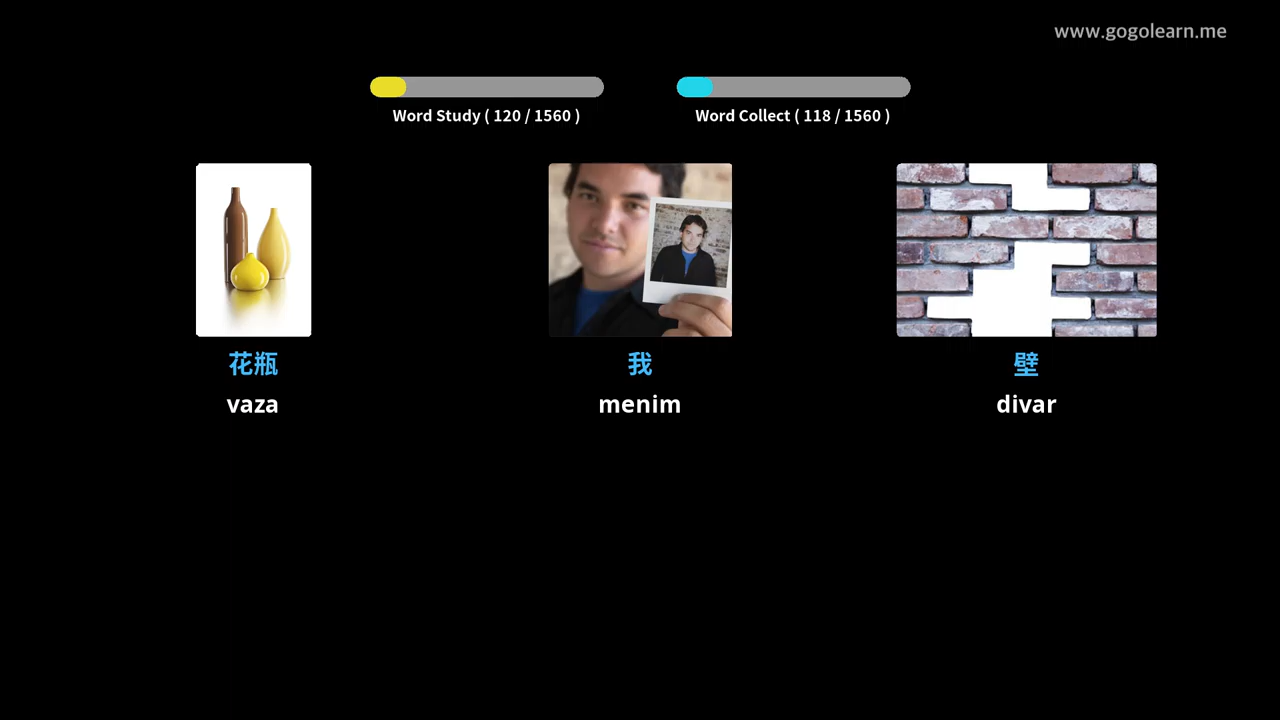 www.gogolearn.me
Word Study ( 120 / 1560 )
Word Collect ( 118 / 1560 )
花瓶
我
壁
vaza
menim
divar